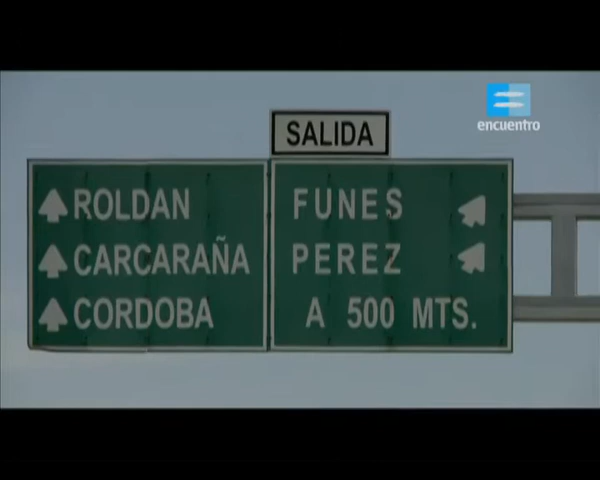 encuentro
SALIDA
ROLDAN
CARCARAÑA
CORDOBA
FUNES
PEREZ
A 500 MTS.